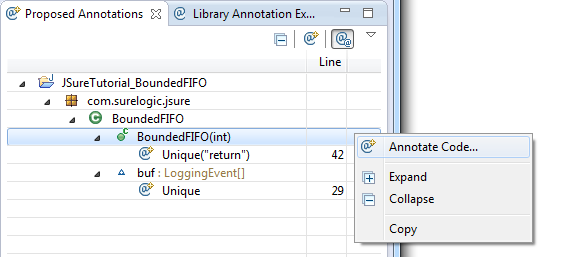 Proposed Annotations Library Annotation Ex...
Line
JSureTutorial_BoundedFIFO
com.surelogic.jsure
BoundedFIFO
BoundedFIFO(int)
Unique("return") 42
buf : LoggingEvent[]
Unique 29
Annotate Code...
Expand
Collapse
Copy